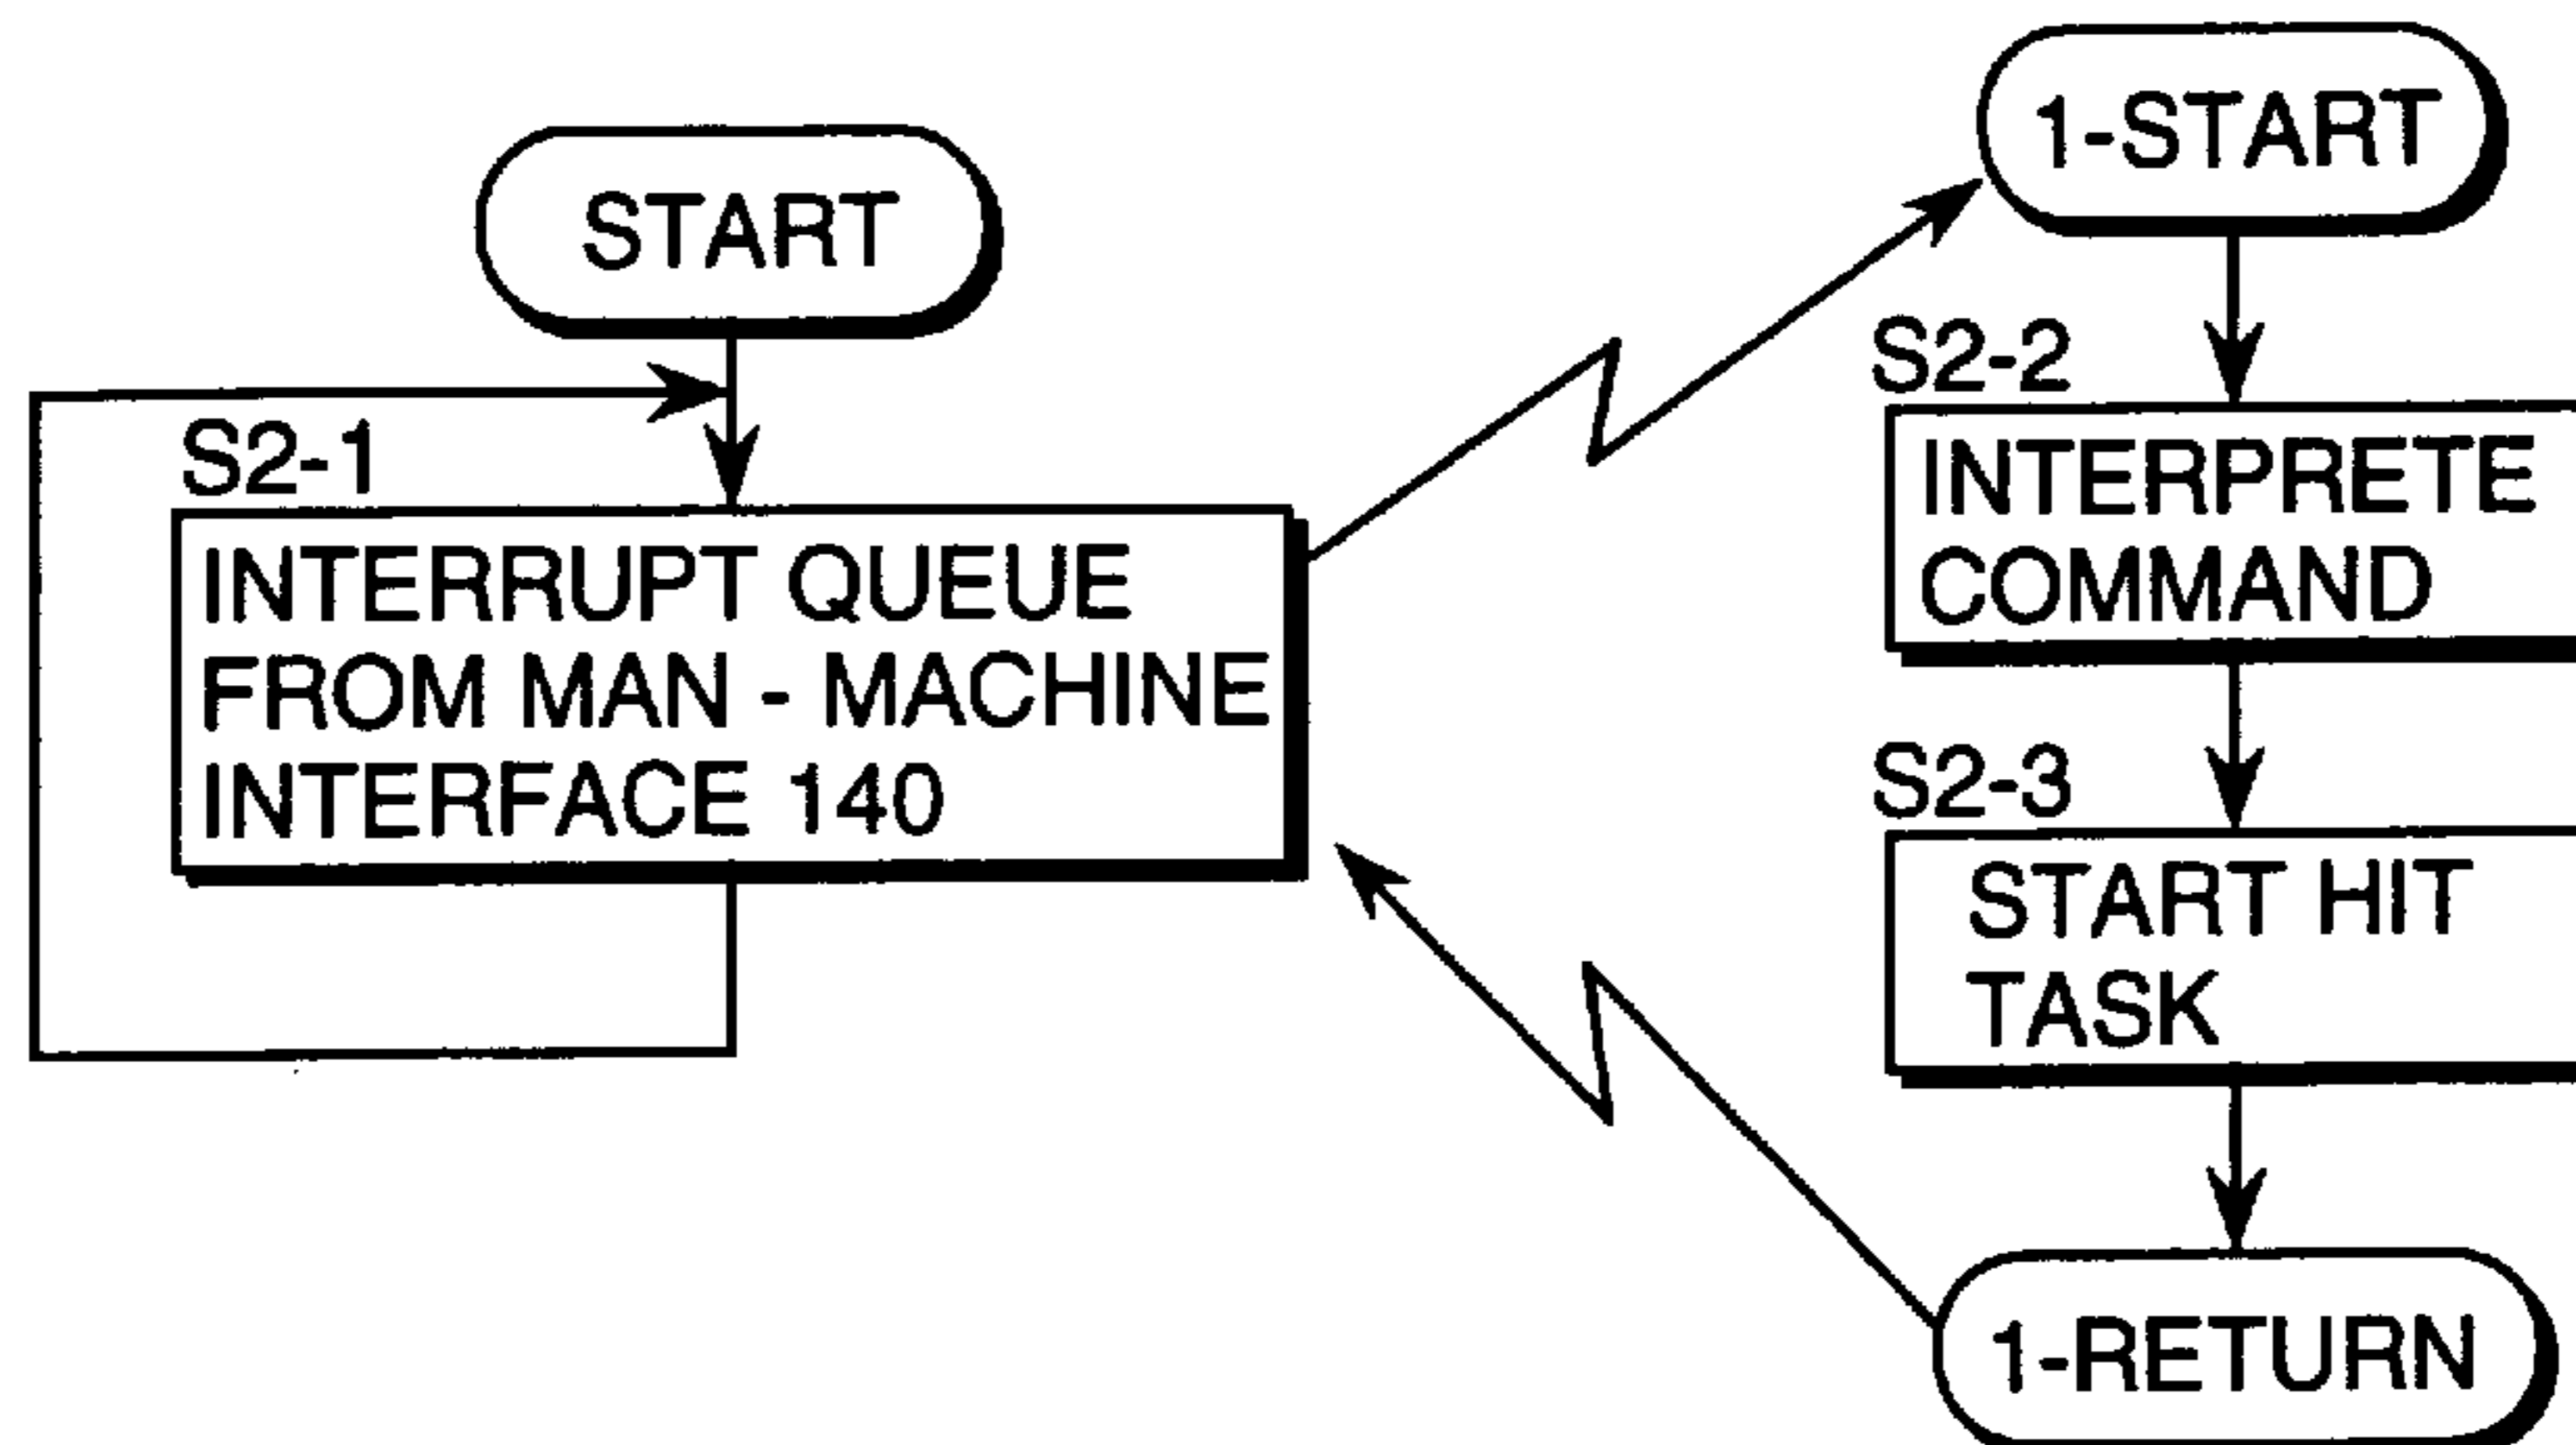 START
S2-1
INTERRUPT QUEUE
FROM MAN - MACHINE
INTERFACE 140
1-START
S2-2
INTERPRETE
COMMAND
S2-3
START HIT
TASK
1-RETURN